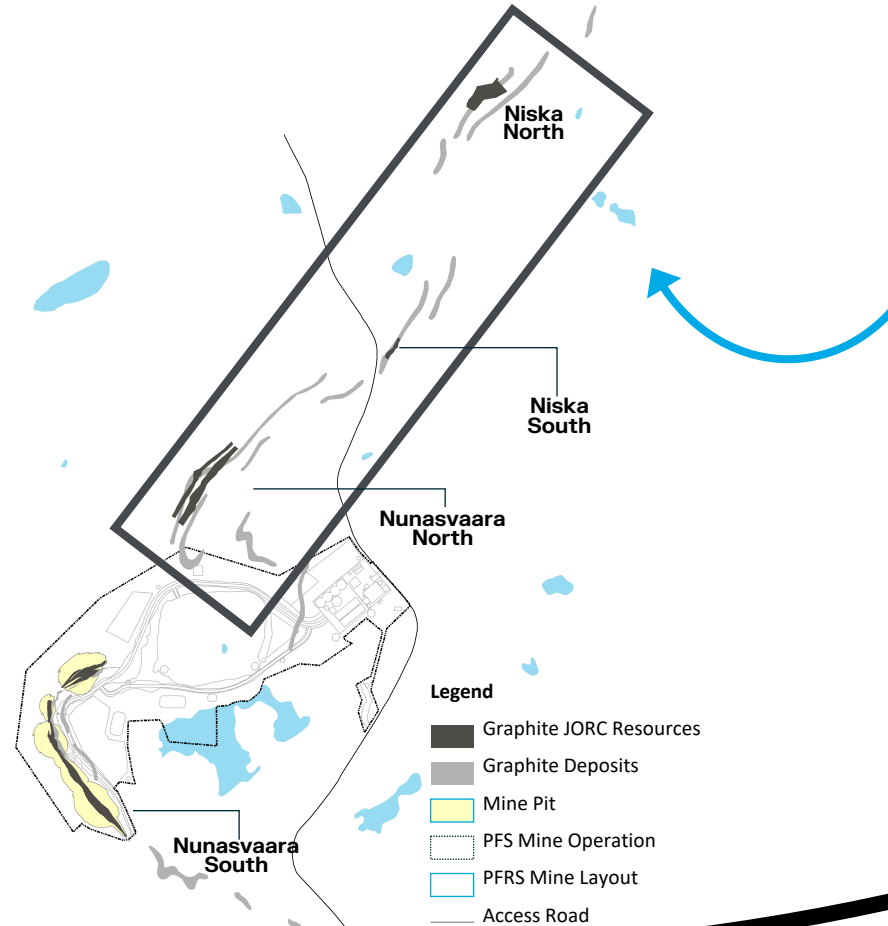 Niska
North
Niska
South
Nunasvaara
North
Nunasvaara
South
Legend
Graphite JORC Resources
Graphite Deposits
Mine Pit
PFS Mine Operation
PFRS Mine Layout
Access Road